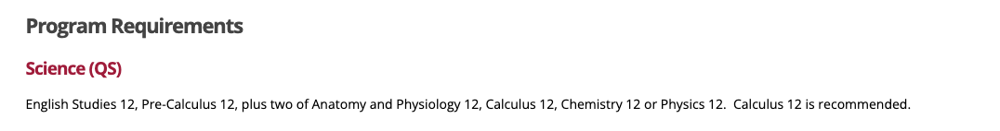 Program Requirements
Science (QS)
English Studies 12, Pre-Calculus 12, plus two of Anatomy and Physiology 12, Calculus 12, Chemistry 12 or Physics 12.  Calculus 12 is recommended.